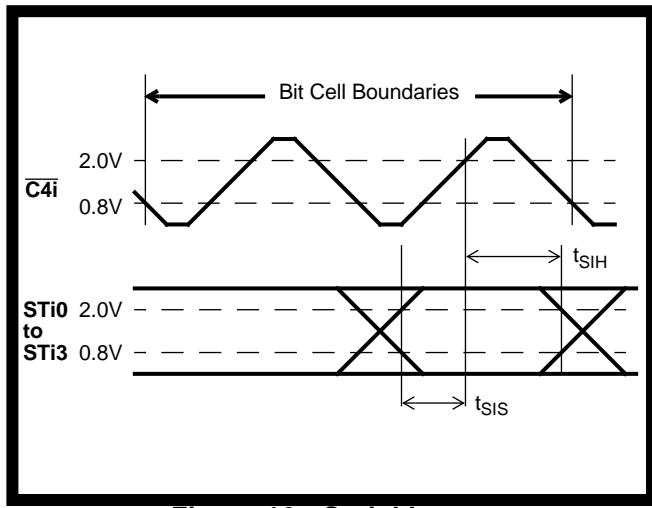 Bit Cell Boundaries
2.0V
C4i
0.8V
tSIH
STi0 2.0V
to
STi3 0.8V
tSIS